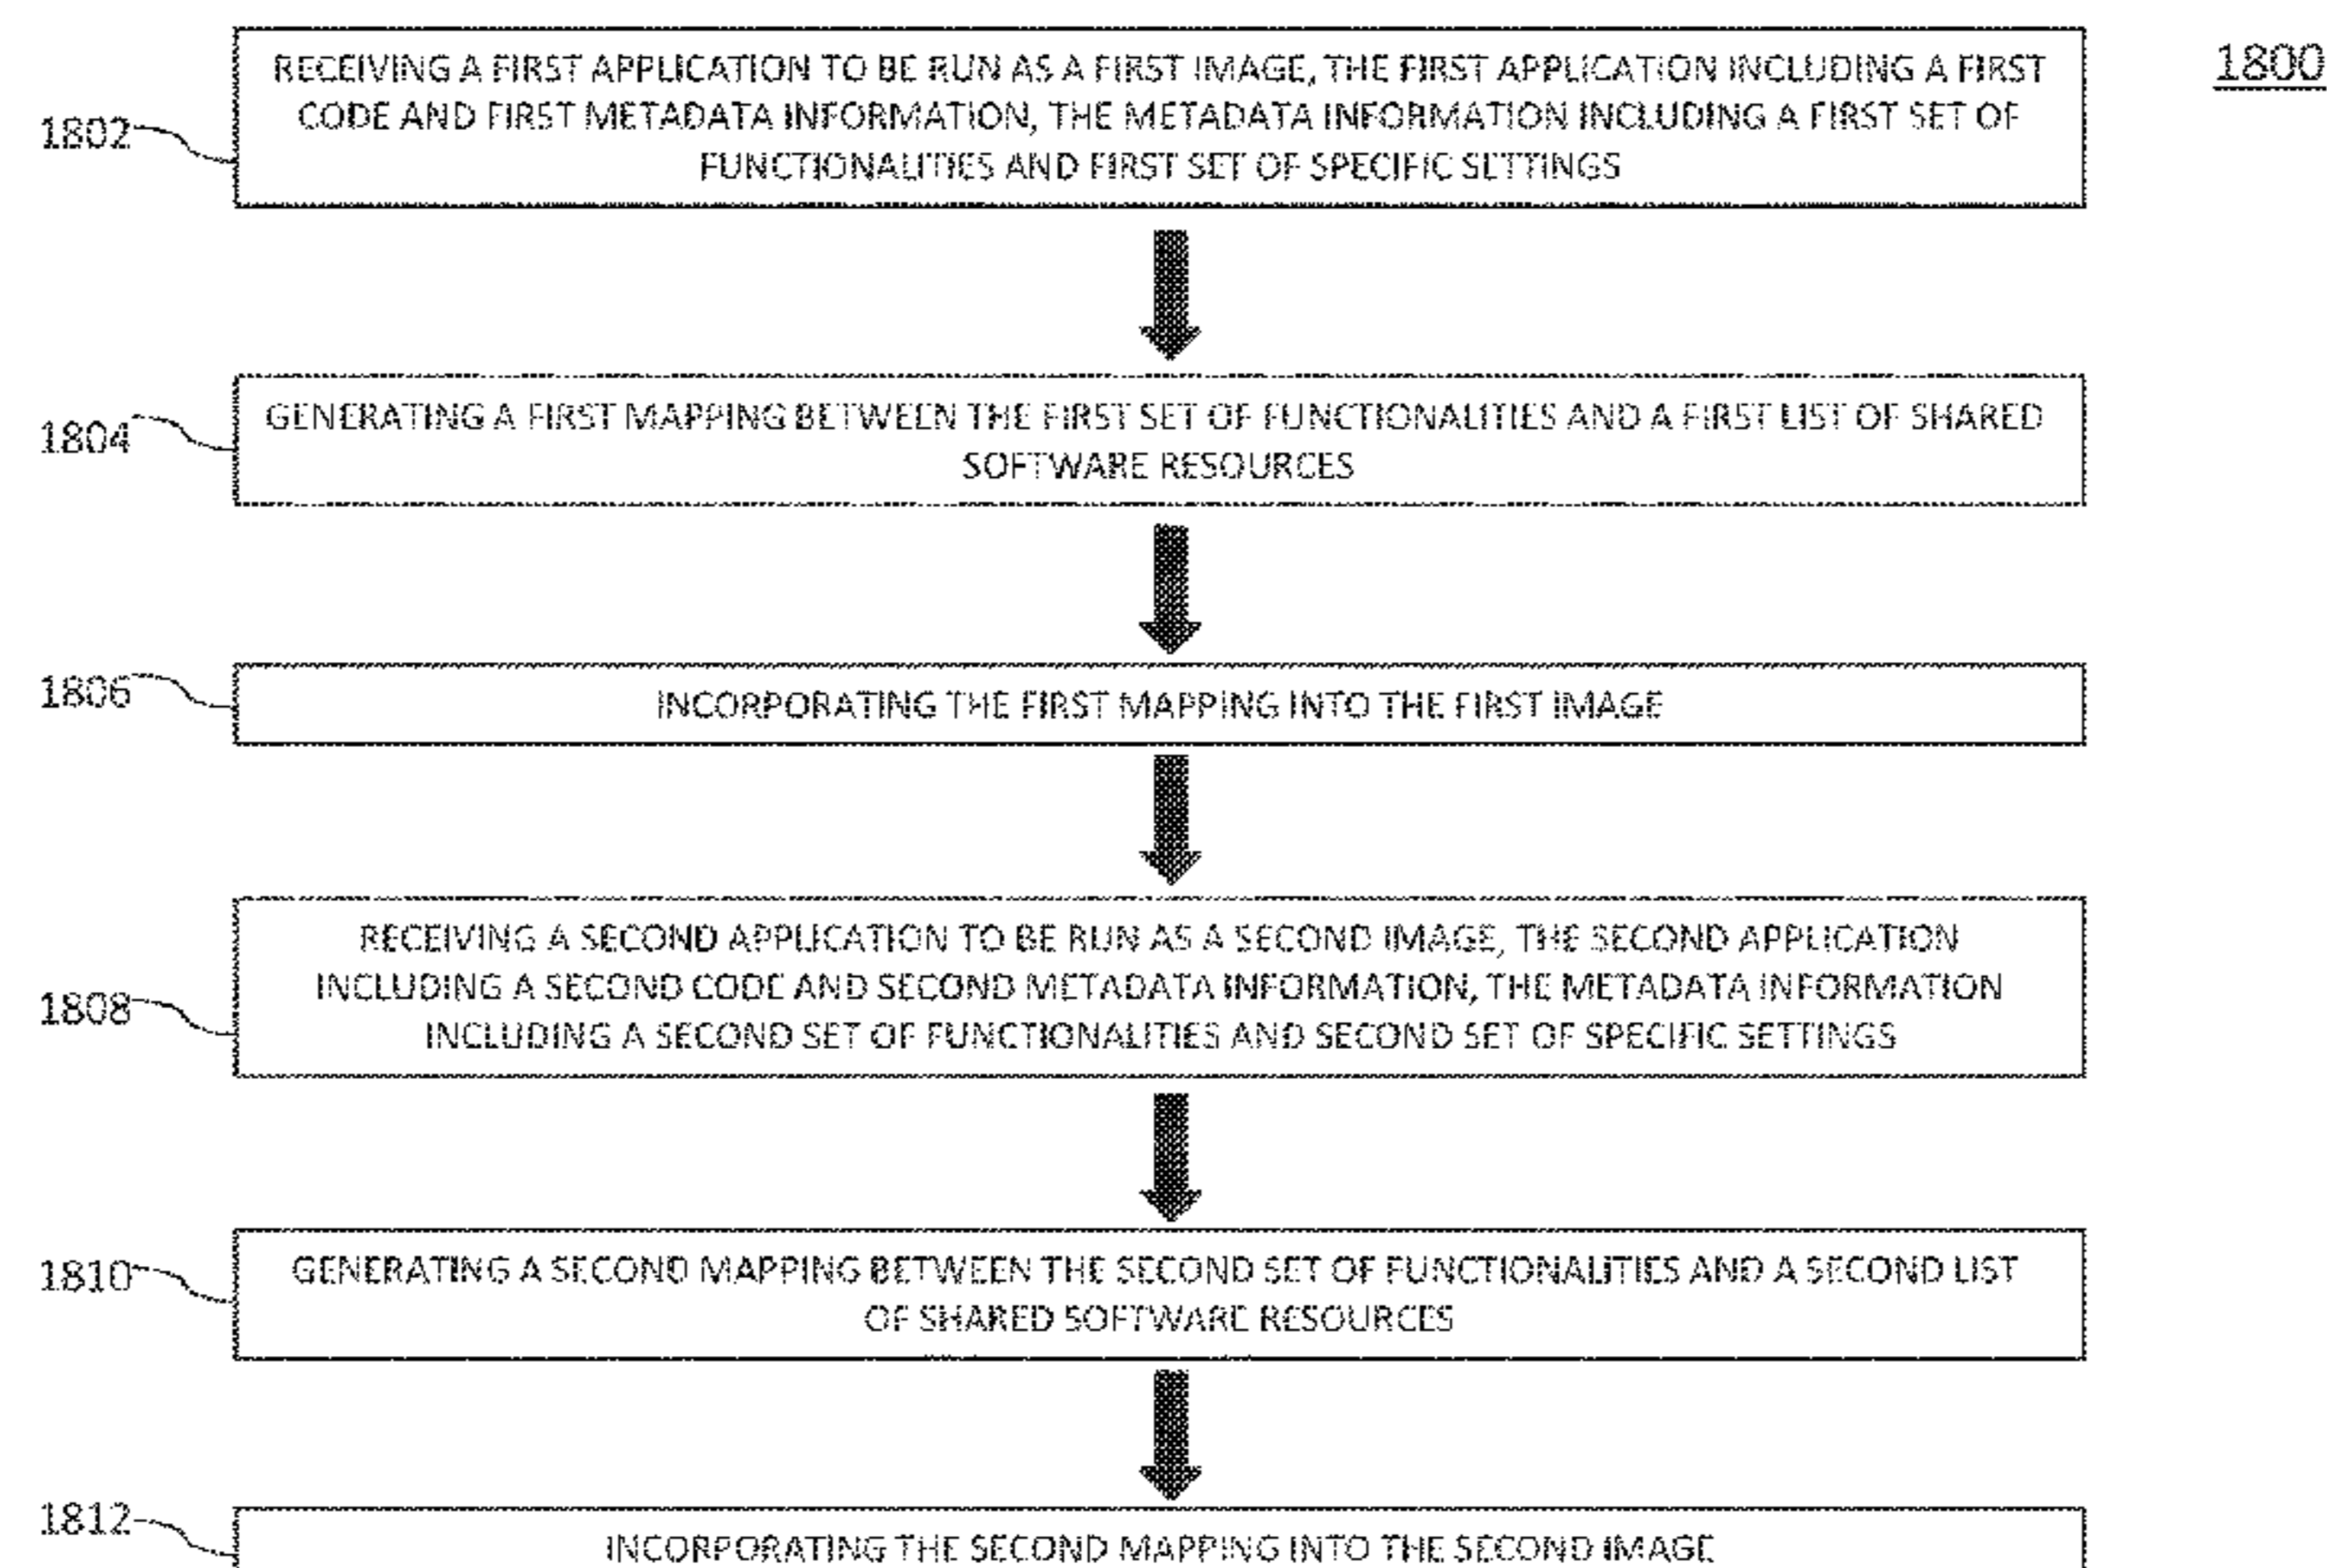 1800
RECEIVING A FIRST APPLICATION TO BE RUN AS A FIRST IMAGE, THE FIRST APPLICATION INCLUDING A FIRST
CODE AND FIRST METADATA INFORMATION, THE METADATA INFORMATION INCLUDING A FIRST SET OF
FUNCTIONALITIES AND FIRST SET OF SPECIFIC SETTINGS
1802
GENERATING A FIRST MAPPING BETWEEN THE FIRST SET OF FUNCTIONALITIES AND A FIRST LIST OF SHARED
SOFTWARE RESOURCES
1804
INCORPORATING THE FIRST MAPPING INTO THE FIRST IMAGE
1806
RECEIVING A SECOND APPLICATION TO BE RUN AS A SECOND IMAGE, THE SECOND APPLICATION
INCLUDING A SECOND CODE AND SECOND METADATA INFORMATION, THE METADATA INFORMATION
INCLUDING A SECOND SET OF FUNCTIONALITIES AND SECOND SET OF SPECIFIC SETTINGS
1808
GENERATING A SECOND MAPPING BETWEEN THE SECOND SET OF FUNCTIONALITIES AND A SECOND LIST
OF SHARED SOFTWARE RESOURCES
1810
INCORPORATING THE SECOND MAPPING INTO THE SECOND IMAGE
1812